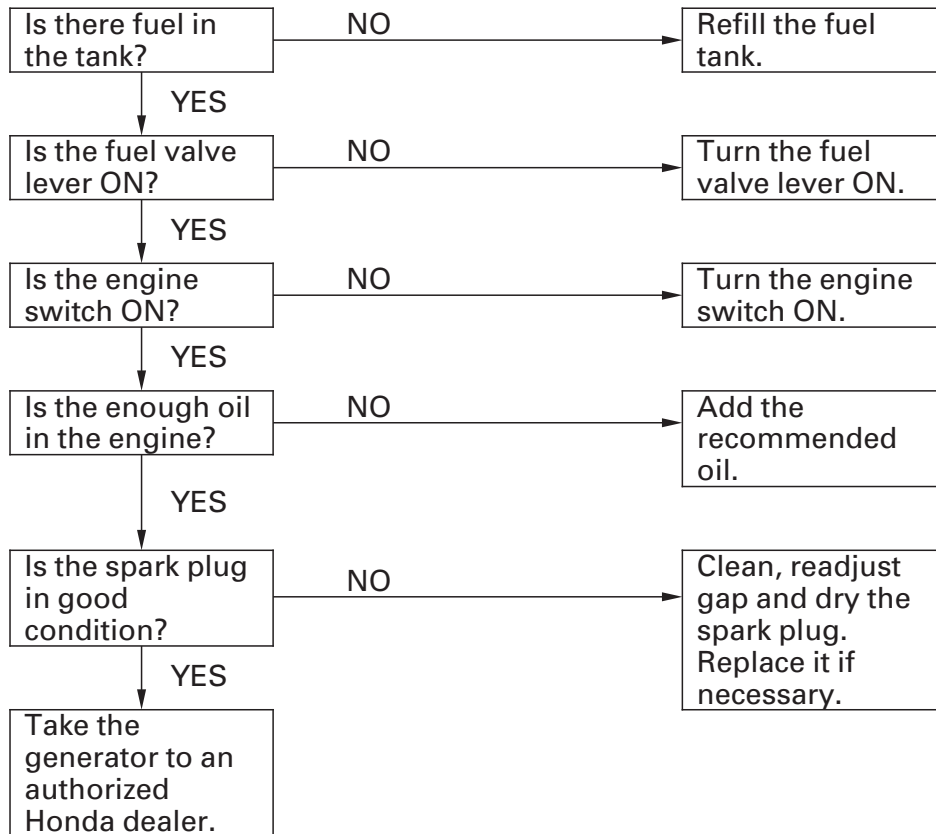 Is there fuel in
the tank?
NO
Refill the fuel
tank.
YES
Is the fuel valve
lever ON?
NO
Turn the fuel
valve lever ON.
YES
Is the engine
switch ON?
NO
Turn the engine
switch ON.
YES
Is the enough oil
in the engine?
NO
Add the
recommended
oil.
YES
Is the spark plug
in good
condition?
NO
Clean, readjust
gap and dry the
spark plug.
Replace it if
necessary.
YES
Take the
generator to an
authorized
Honda dealer.